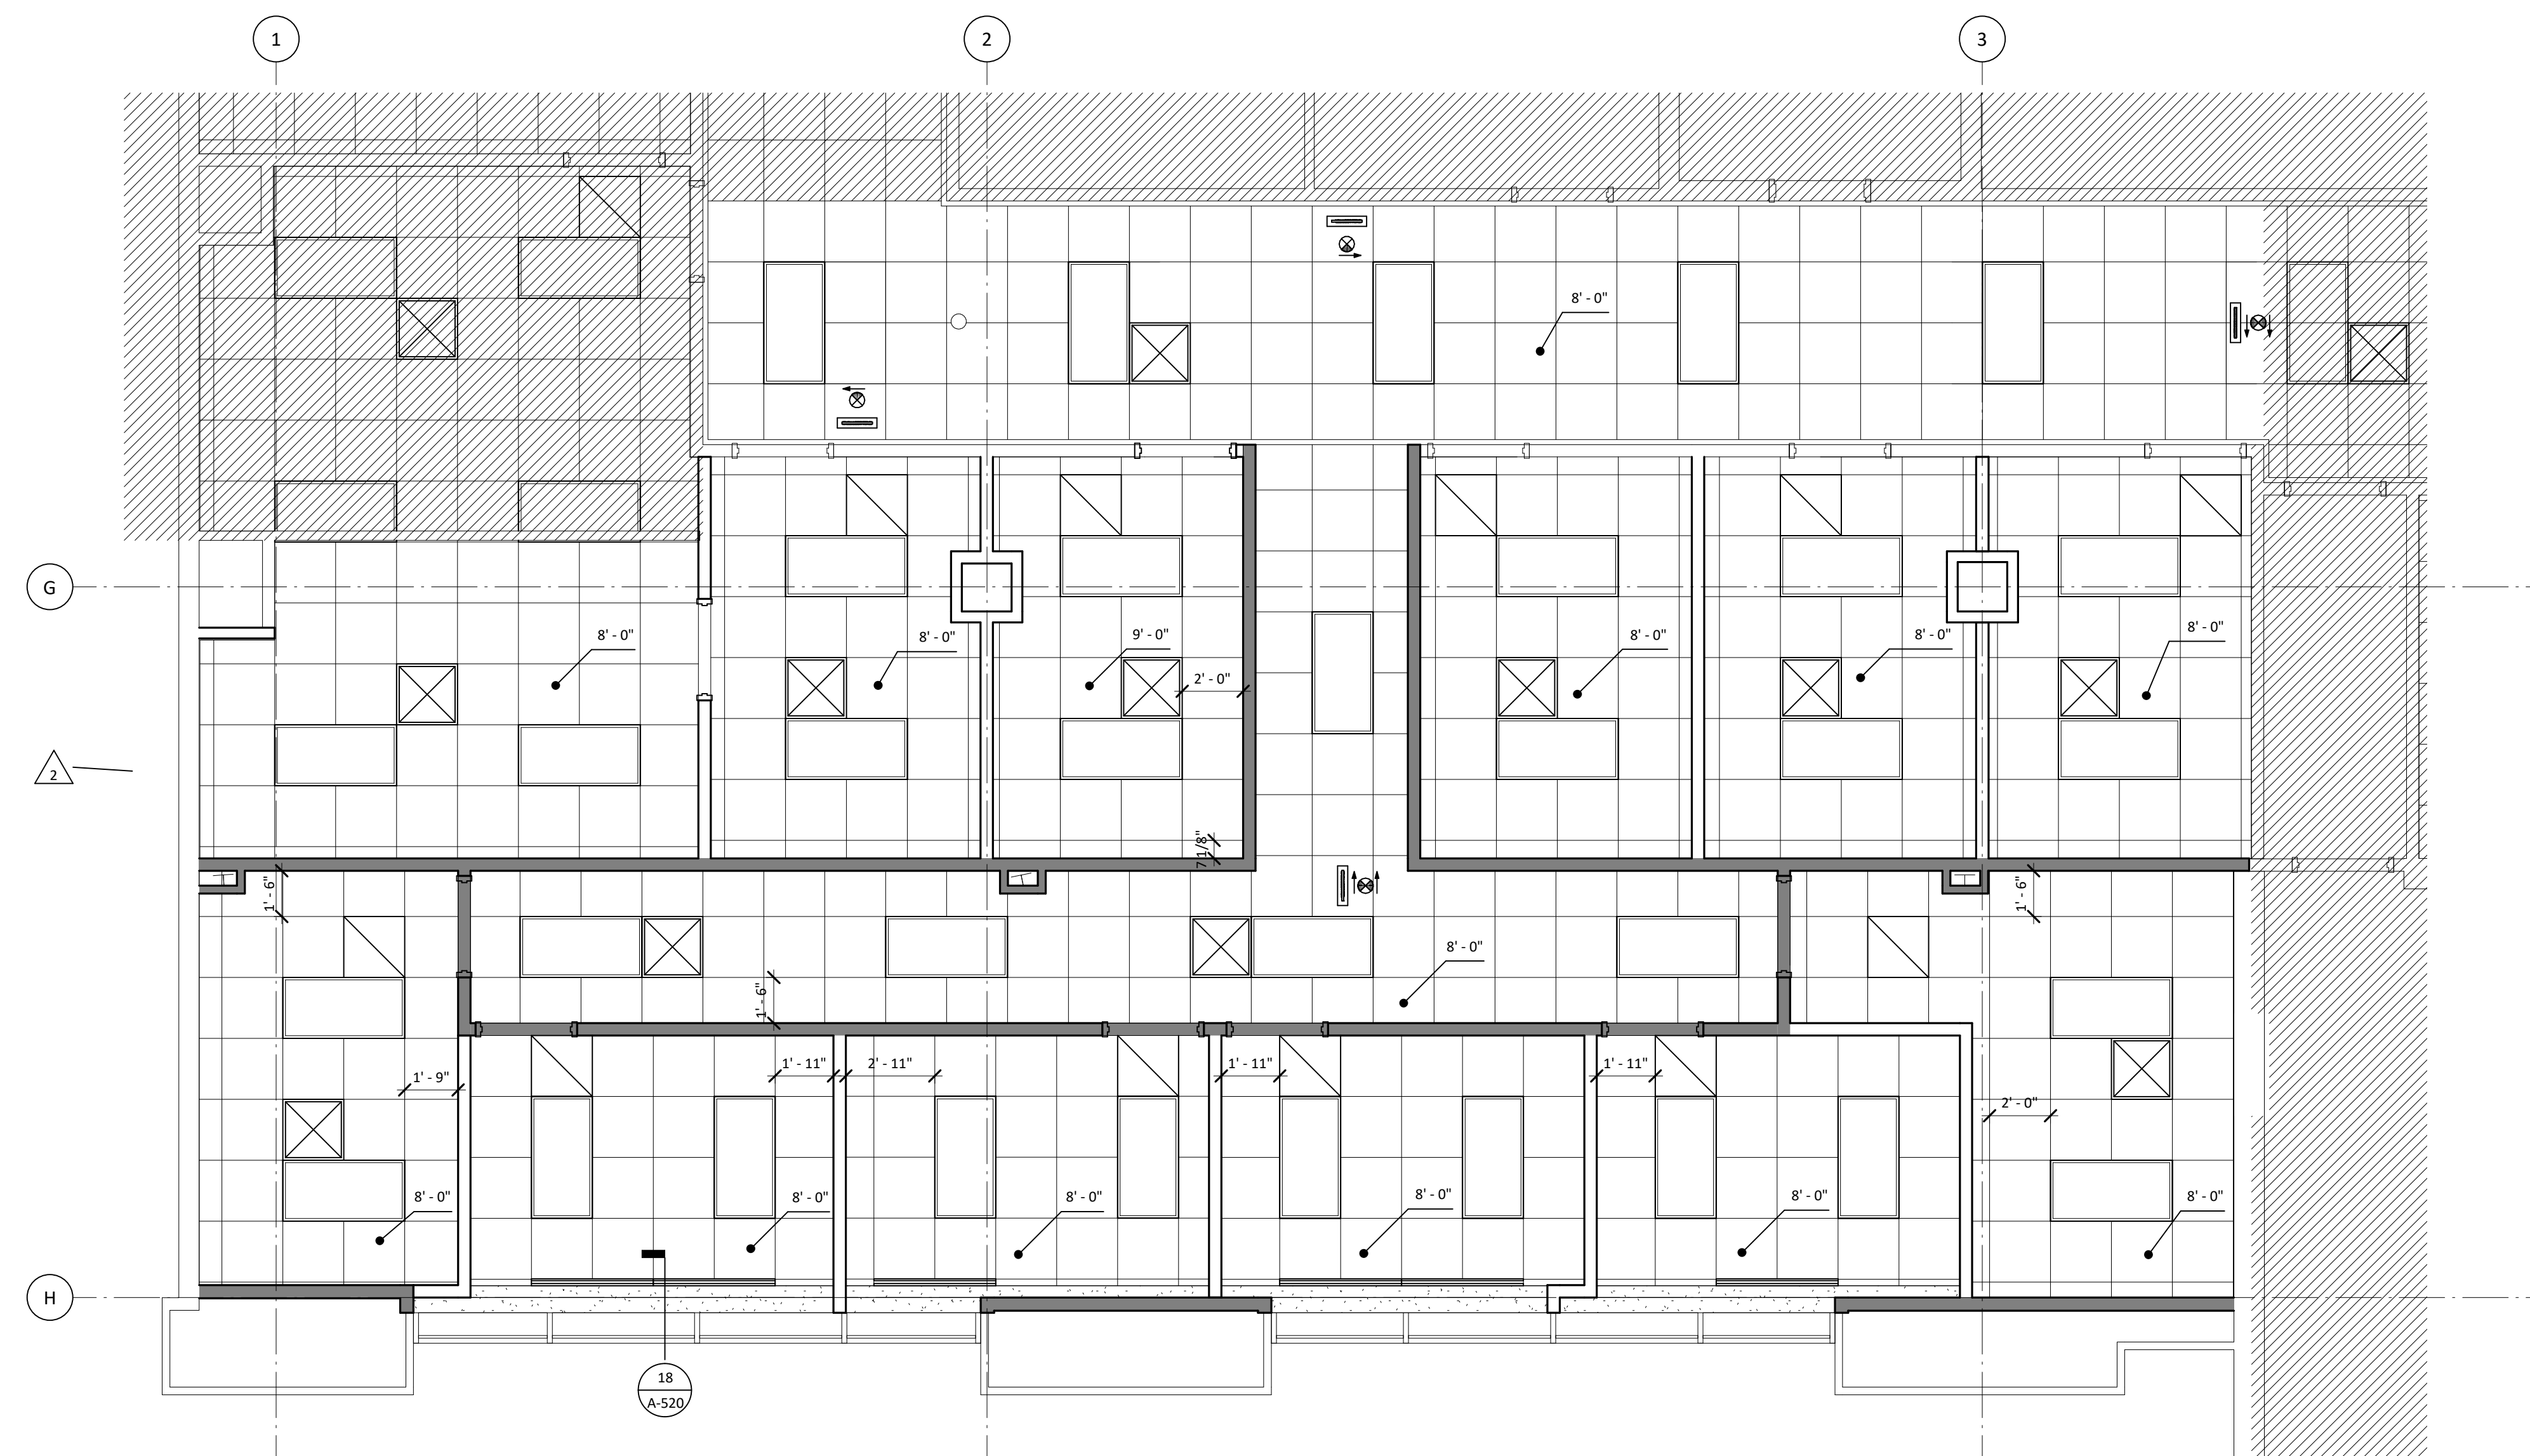 1
2
3
8' - 0"
G
8' - 0"
8' - 0"
9' - 0"
8' - 0"
8' - 0"
8' - 0"
2' - 0"
2
7 1/8"
1' - 6"
1' - 6"
8' - 0"
1' - 6"
1' - 9"
1' - 11"
2' - 11"
1' - 11"
1' - 11"
2' - 0"
8' - 0"
8' - 0"
8' - 0"
8' - 0"
8' - 0"
8' - 0"
H
18
A-520